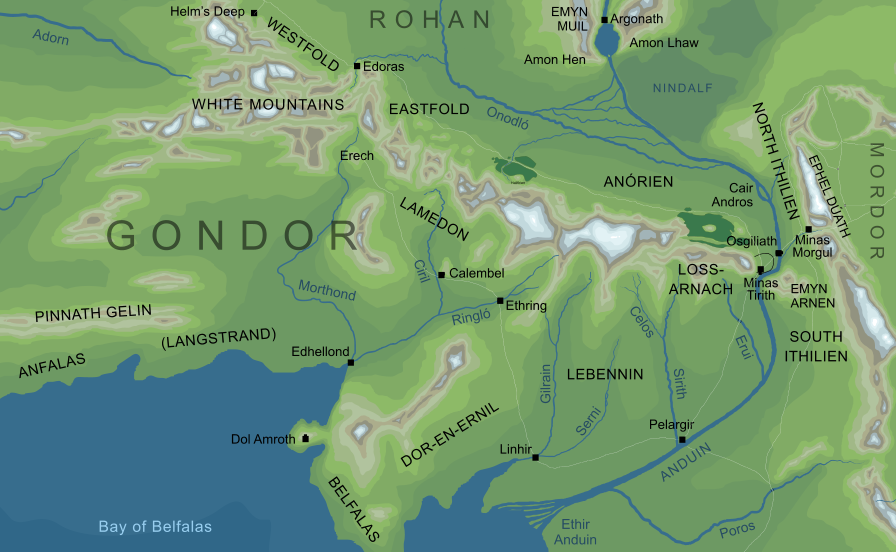 Helm's Deep
ROHAN
EMYN
MUIL
Argonath
Adorn
WESTFOLD
Amon Lhaw
Edoras
Amon Hen
NINDALF
WHITE MOUNTAINS
EASTFOLD
Onodló
NORTH ITHILIEN
MORDOR
Erech
EPHELDÚATH
ANÓRIEN
Cair
Andros
LAMEDON
GONDOR
Osgiliath
Minas
Morgul
Ciril
Calembel
LOSS-
ARNACH
Minas
Tirith
EMYN
ARNEN
Morthond
Ethring
Ringló
Celos
PINNATH GELIN
(LANGSTRAND)
Erui
SOUTH
ITHILIEN
Edhellond
ANFALAS
Gilrain
LEBENNIN
Sirith
Serni
Dol Amroth
DOR-EN-ERNIL
Pelargir
Linhir
ANDUIN
BELFALAS
Bay of Belfalas
Ethir
Anduin
Poros